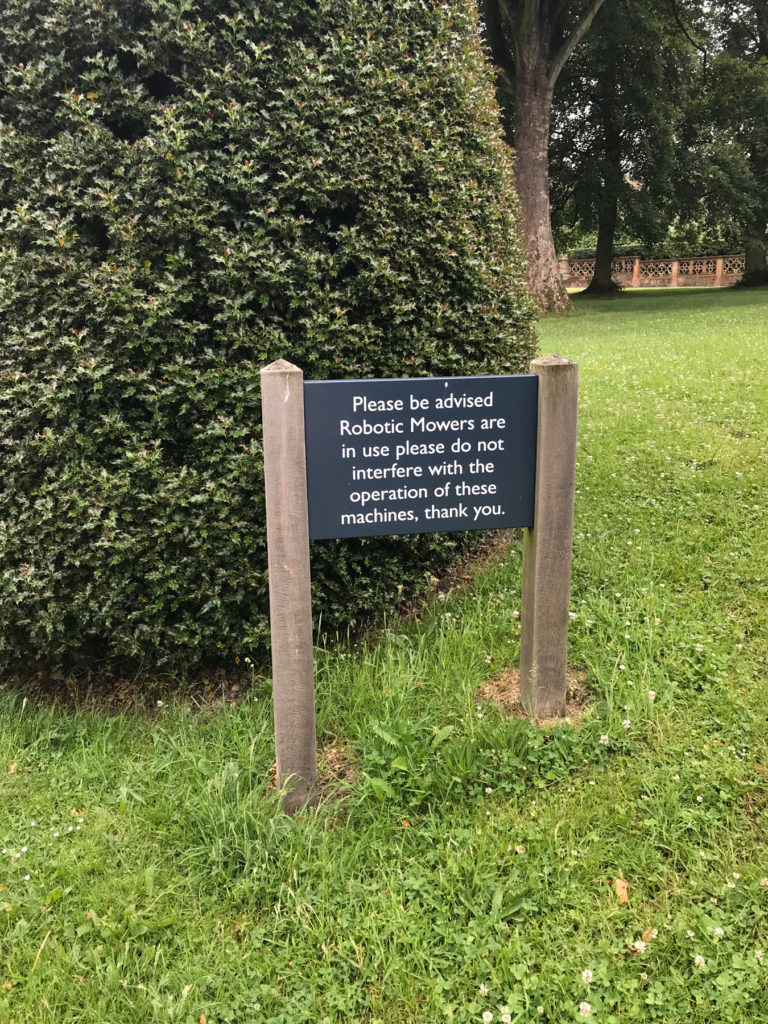 Please be advised
Robotic Mowers are
in use please do not
interfere with the
operation of these
machines, thank you.